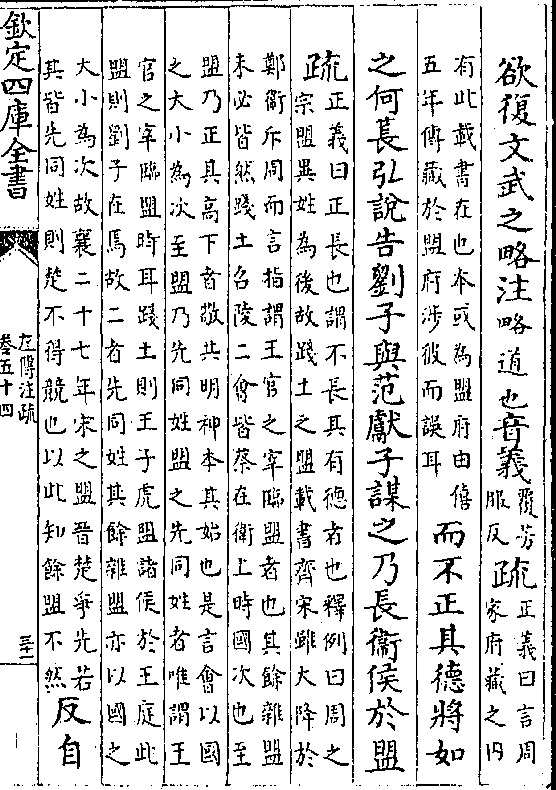 欲復文武之略注略道也音義覆芳服反疏正義曰言周家府藏之内
有此載書在也本或為盟府由僖五年傳藏於盟府涉彼而誤耳而不正其德將如
之何萇弘說告劉子與范獻子謀之乃長衛侯於盟
疏正義曰正長也謂不長其有德者也釋例曰周之宗盟異姓為後故踐土之盟載書齊宋雖大降於
鄭衛斥周而言指謂王官之宰臨盟者也其餘雜盟未必皆然踐土召陵二會皆蔡在衛上時國次也至
盟乃正其高下者敬共明神本其始也是言會以國之大小為次至盟乃先同姓盟之先同姓者唯謂王
官之宰臨盟時耳踐土則王子虎盟諸侯於王庭此盟則劉子在焉故二者先同姓其餘雜盟亦以國之
大小為次故襄二十七年宋之盟晉楚爭先若其皆先同姓則楚不得競也以此知餘盟不然反自
欽定四庫全書
左傳注疏
卷五十四
三十一